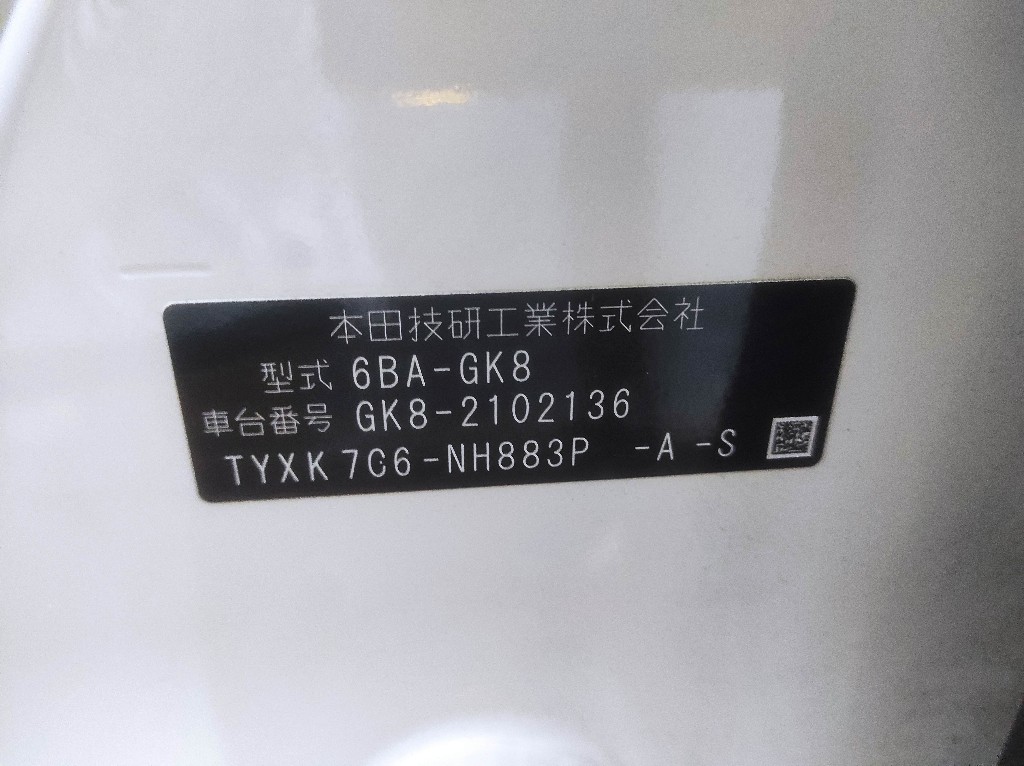 本田技研工業株式会社
型式 6BA-GK8
車台番号 GK8-2102136
TYXK7C6-NH883P -A -S